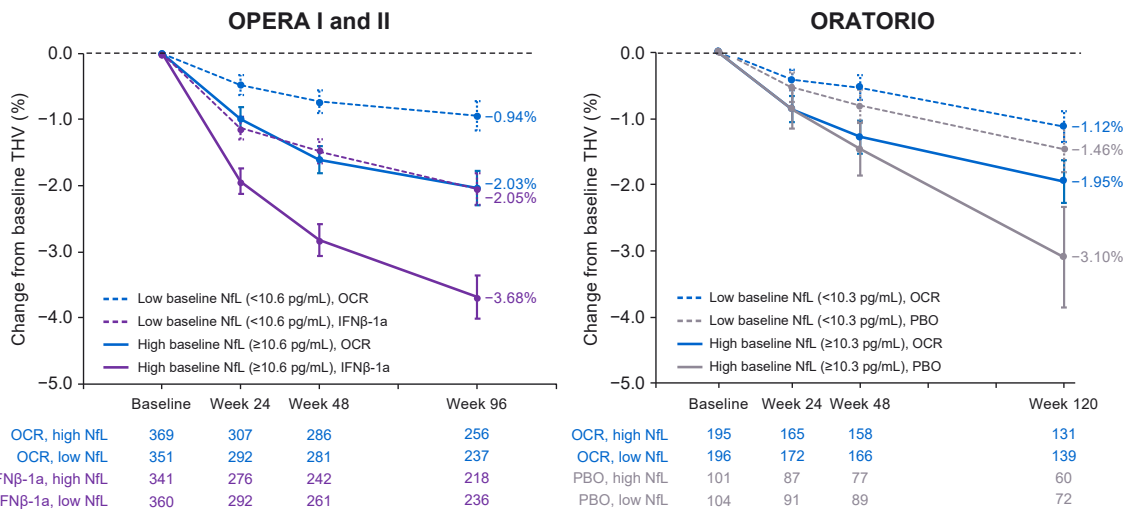 OPERA I and II
Change from baseline THV (%)
0.0
−1.0
−2.0
−3.0
−4.0
−5.0
−0.94%
−2.03%
−2.05%
−3.68%
Low baseline NfL (<10.6 pg/mL), OCR
Low baseline NfL (<10.6 pg/mL), IFNβ-1a
High baseline NfL (≥10.6 pg/mL), OCR
High baseline NfL (≥10.6 pg/mL), IFNβ-1a
Baseline Week 24 Week 48 Week 96
OCR, high NfL 369 307 286 256
OCR, low NfL 351 292 281 237
FNβ-1a, high NfL 341 276 242 218
FNβ-1a, low NfL 360 292 261 236
ORATORIO
Change from baseline THV (%)
0.0
−1.0
−2.0
−3.0
−4.0
−5.0
−1.12%
−1.46%
−1.95%
−3.10%
Low baseline NfL (<10.3 pg/mL), OCR
Low baseline NfL (<10.3 pg/mL), PBO
High baseline NfL (≥10.3 pg/mL), OCR
High baseline NfL (≥10.3 pg/mL), PBO
Baseline Week 24 Week 48 Week 120
OCR, high NfL 195 165 158 131
OCR, low NfL 196 172 166 139
PBO, high NfL 101 87 77 60
PBO, low NfL 104 91 89 72